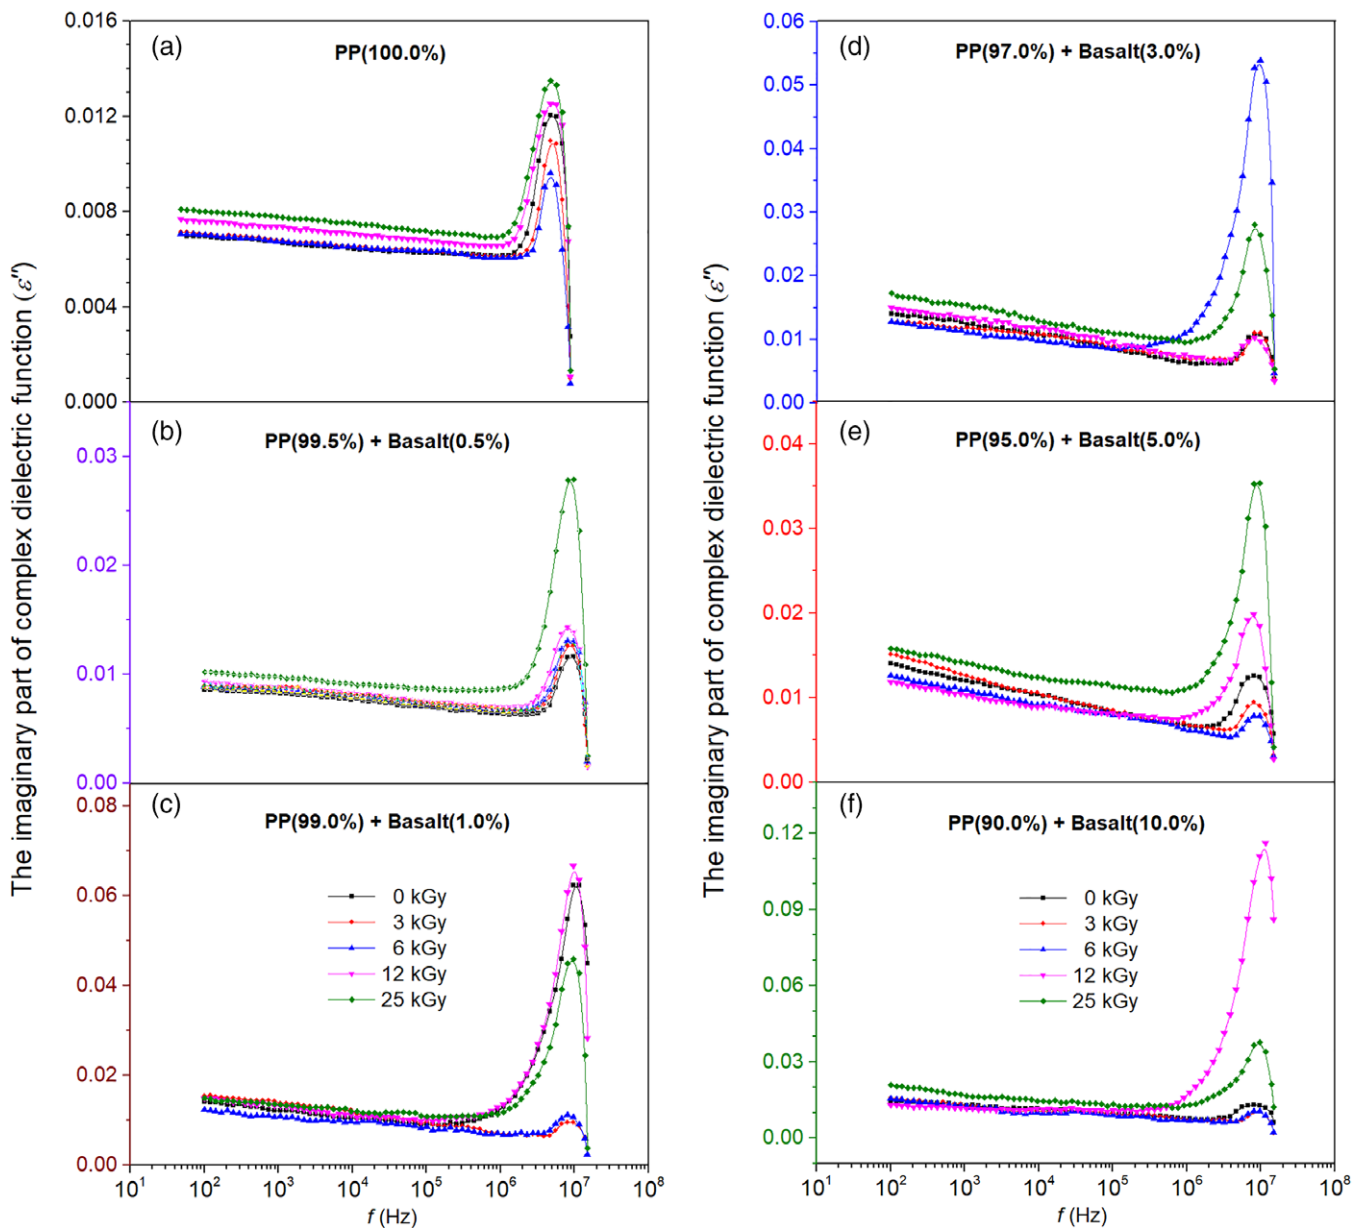 The imaginary part of complex dielectric function (ε″)
(a)
PP(100.0%)
0.016
0.012
0.008
0.004
0.000
(b)
PP(99.5%) + Basalt(0.5%)
0.03
0.02
0.01
0.00
(c)
PP(99.0%) + Basalt(1.0%)
0.08
0.06
0.04
0.02
0.00
0 kGy
3 kGy
6 kGy
12 kGy
25 kGy
10¹ 10² 10³ 10⁴ 10⁵ 10⁶ 10⁷ 10⁸
f (Hz)
The imaginary part of complex dielectric function (ε″)
(d)
PP(97.0%) + Basalt(3.0%)
0.06
0.05
0.04
0.03
0.02
0.01
0.00
(e)
PP(95.0%) + Basalt(5.0%)
0.04
0.03
0.02
0.01
0.00
(f)
PP(90.0%) + Basalt(10.0%)
0.12
0.09
0.06
0.03
0.00
0 kGy
3 kGy
6 kGy
12 kGy
25 kGy
10¹ 10² 10³ 10⁴ 10⁵ 10⁶ 10⁷ 10⁸
f (Hz)